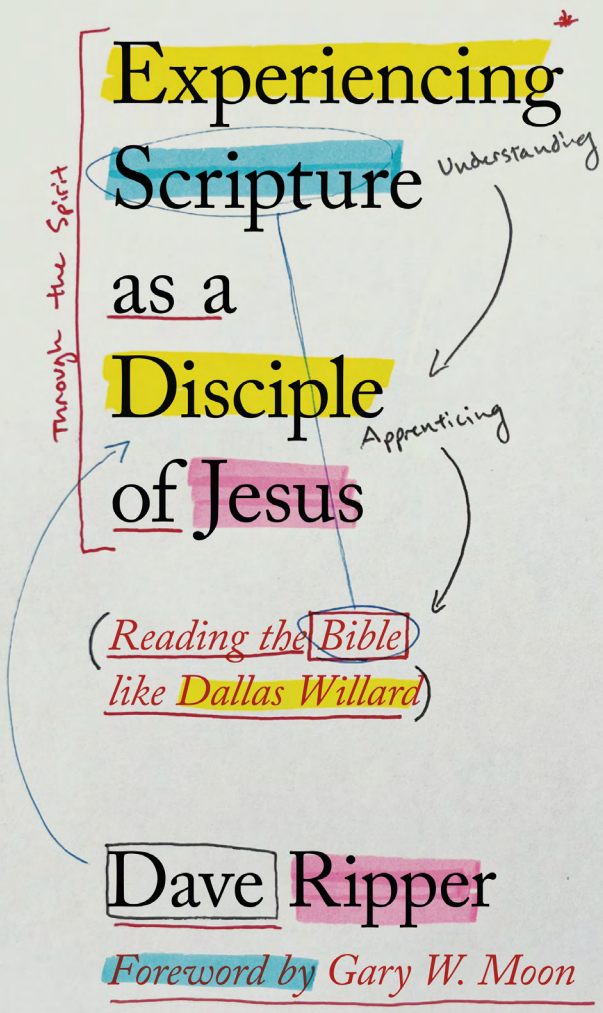 *
Experiencing
Scripture
Understanding
as a
Disciple
Apprenticing
of Jesus
Through the Spirit
(Reading the Bible
like Dallas Willard)
Dave Ripper
Foreword by Gary W. Moon